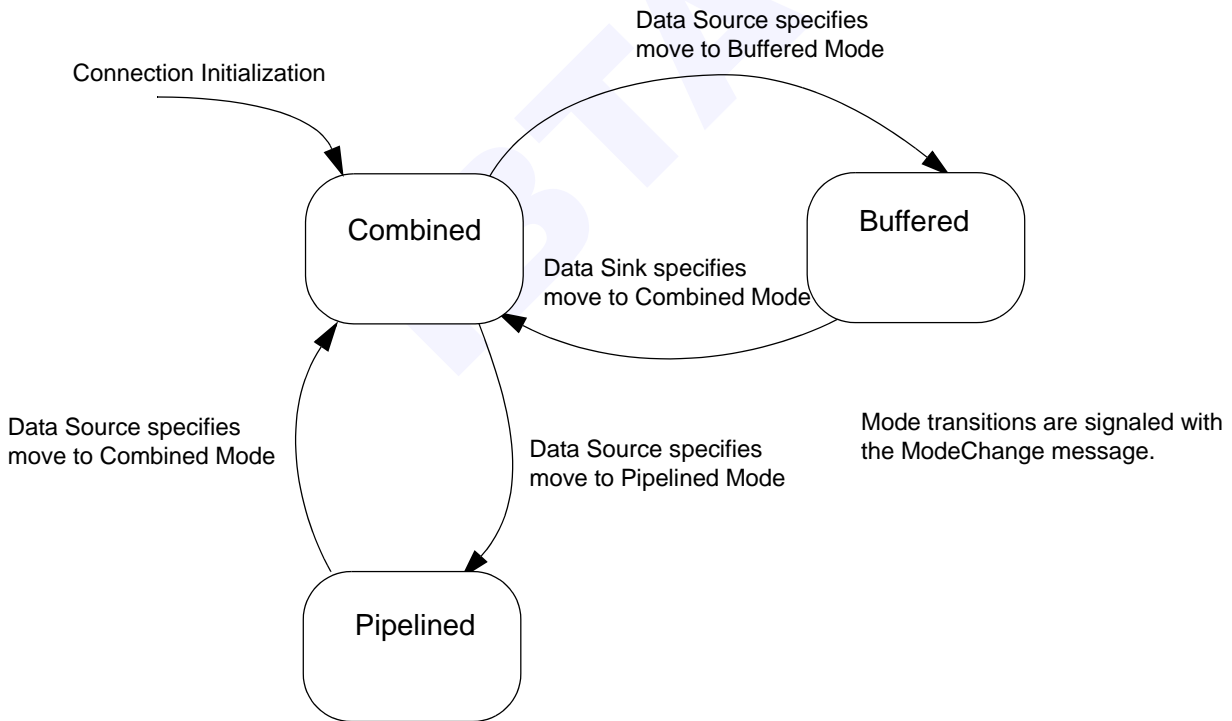 Data Source specifies
move to Buffered Mode
Connection Initialization
Combined
Buffered
Data Sink specifies
move to Combined Mode
Data Source specifies
move to Combined Mode
Data Source specifies
move to Pipelined Mode
Mode transitions are signaled with
the ModeChange message.
Pipelined